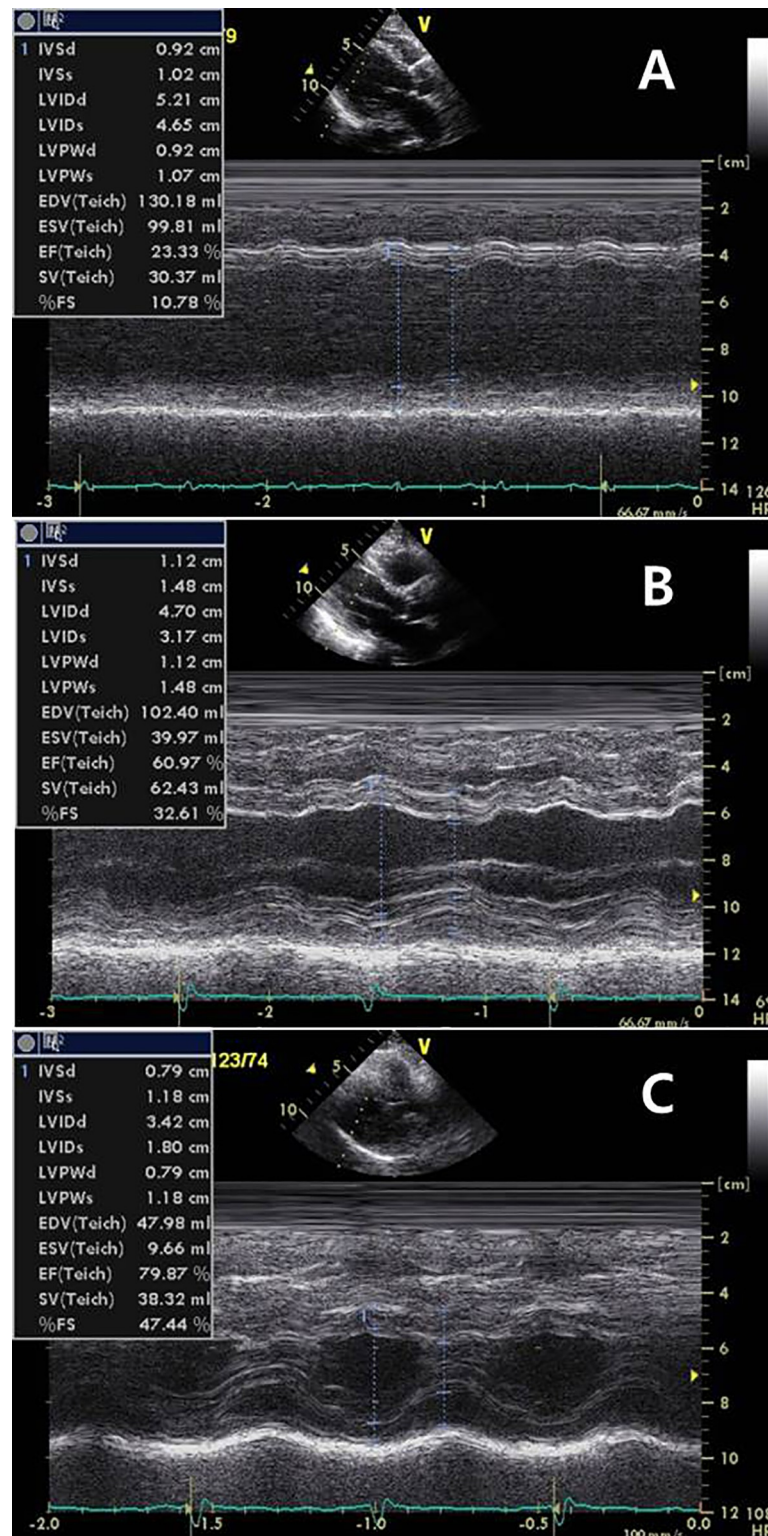 1 IVSd 0.92 cm
IVSs 1.02 cm
LVIDd 5.21 cm
LVIDs 4.65 cm
LVPWd 0.92 cm
LVPWs 1.07 cm
EDV(Teich) 130.18 ml
ESV(Teich) 99.81 ml
EF(Teich) 23.33 %
SV(Teich) 30.37 ml
%FS 10.78 %
/9
V
5
10
A
[cm]
2
4
6
8
10
12
14
-3 -2 -1 0
66.67 mm/s
1 IVSd 1.12 cm
IVSs 1.48 cm
LVIDd 4.70 cm
LVIDs 3.17 cm
LVPWd 1.12 cm
LVPWs 1.48 cm
EDV(Teich) 102.40 ml
ESV(Teich) 39.97 ml
EF(Teich) 60.97 %
SV(Teich) 62.43 ml
%FS 32.61 %
V
5
10
B
[cm]
2
4
6
8
10
12
14
-3 -2 -1 0
66.67 mm/s
1 IVSd 0.79 cm
IVSs 1.18 cm
LVIDd 3.42 cm
LVIDs 1.80 cm
LVPWd 0.79 cm
LVPWs 1.18 cm
EDV(Teich) 47.98 ml
ESV(Teich) 9.66 ml
EF(Teich) 79.87 %
SV(Teich) 38.32 ml
%FS 47.44 %
123/74
V
5
10
C
[cm]
2
4
6
8
10
12
-2.0 -1.5 -1.0 -0.5 0.0
100 mm/s